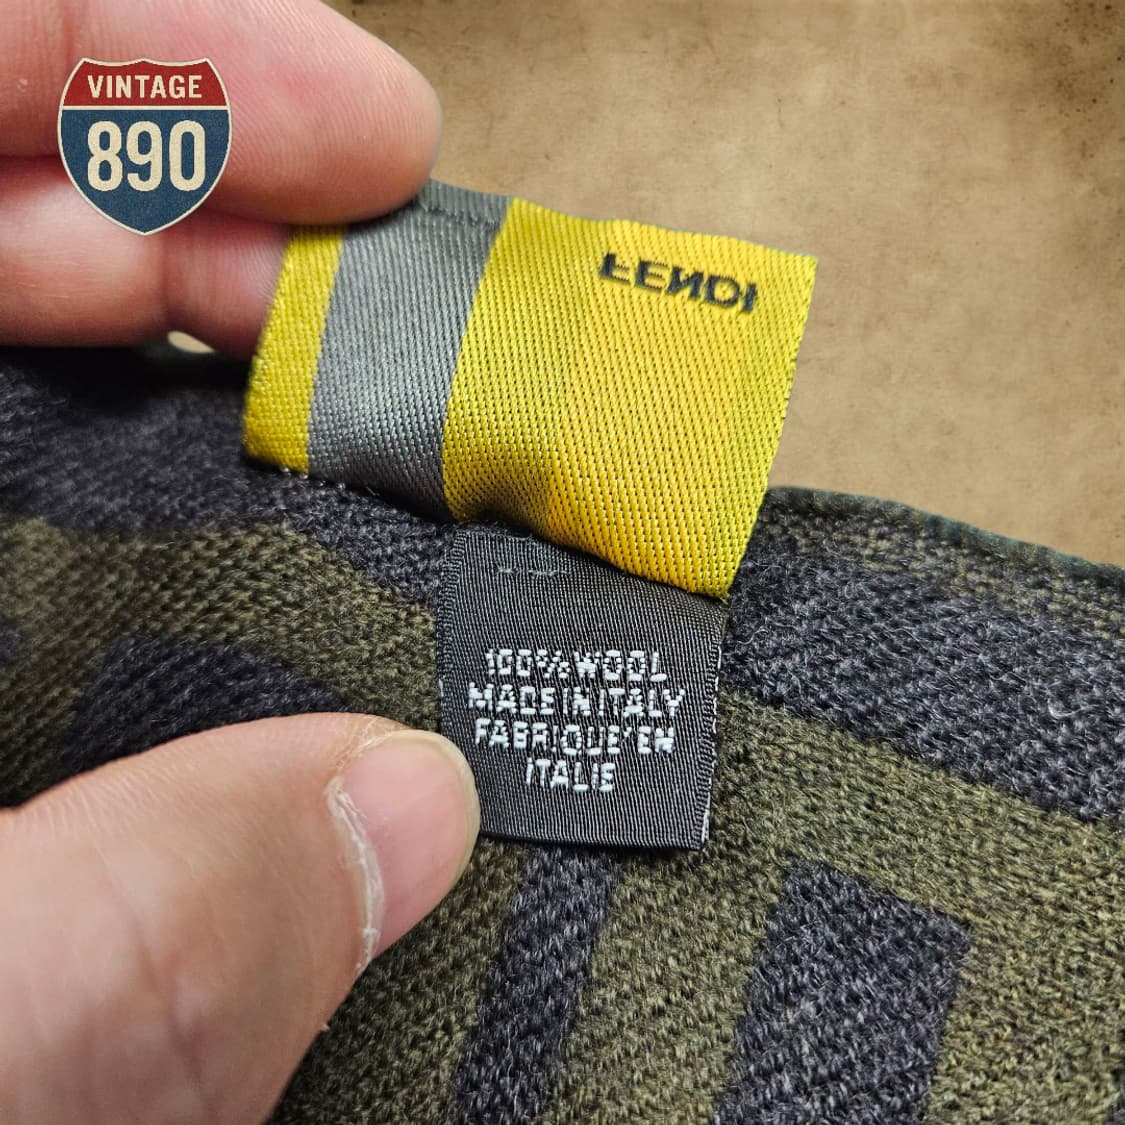 VINTAGE
890
FENDI
100% WOOL
MADE IN ITALY
FABRIQUE' EN
ITALIE